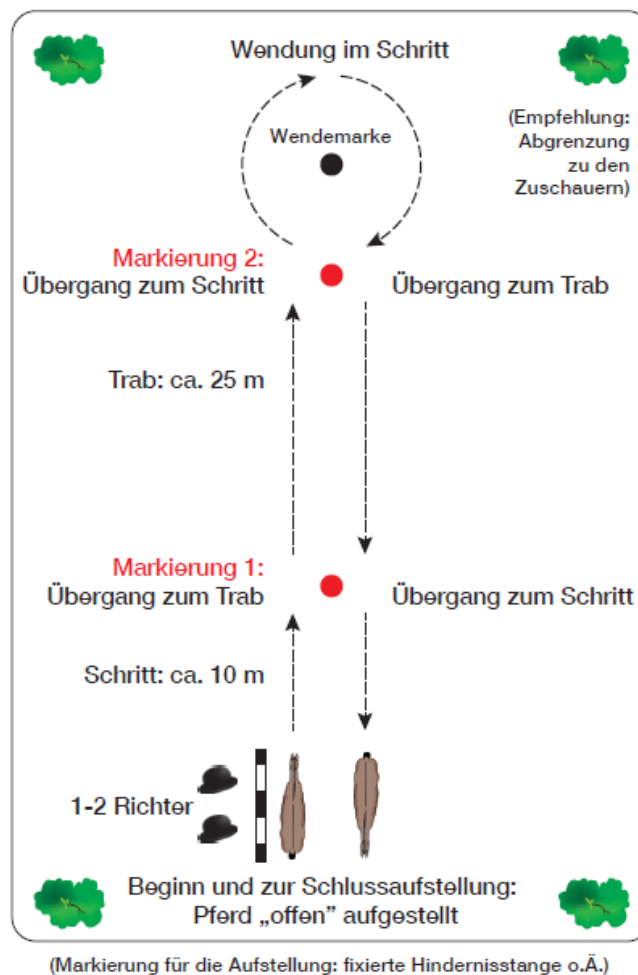 Wendung im Schritt
Wendemarke
(Empfehlung:
Abgrenzung
zu den
Zuschauern)
Markierung 2:
Übergang zum Schritt
Übergang zum Trab
Trab: ca. 25 m
Markierung 1:
Übergang zum Trab
Übergang zum Schritt
Schritt: ca. 10 m
1-2 Richter
Beginn und zur Schlussaufstellung:
Pferd „offen” aufgestellt
(Markierung für die Aufstellung: fixierte Hindernisstange o.Ä.)